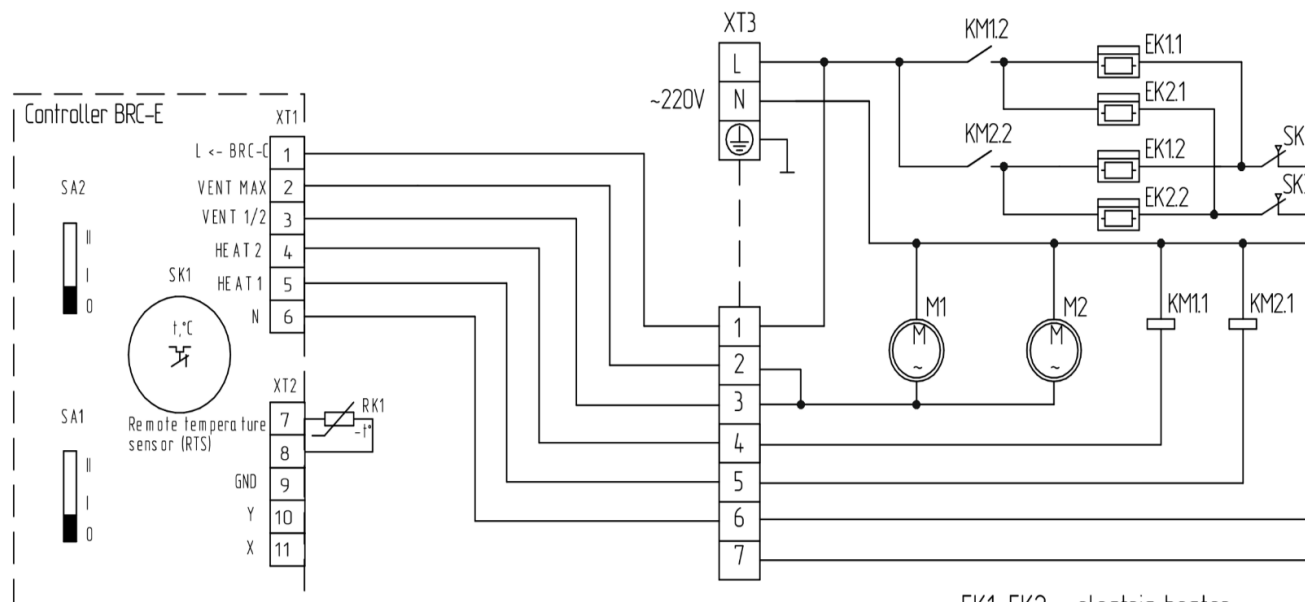 XT3
KM1.2
EK1.1
L
N
~220V
EK2.1
KM2.2
EK1.2
SK
EK2.2
M1
M
~
M2
M
~
KM1.1
KM2.1
Controller BRC-E
XT1
L <- BRC-C 1
VENT MAX 2
VENT 1/2 3
HEAT 2 4
HEAT 1 5
N 6
SA2
II
I
0
SK1
t,°C
Remote temperature
sensor (RTS)
SA1
II
I
0
XT2
7
8
GND 9
Y 10
X 11
RK1
-t°
1
2
3
4
5
6
7